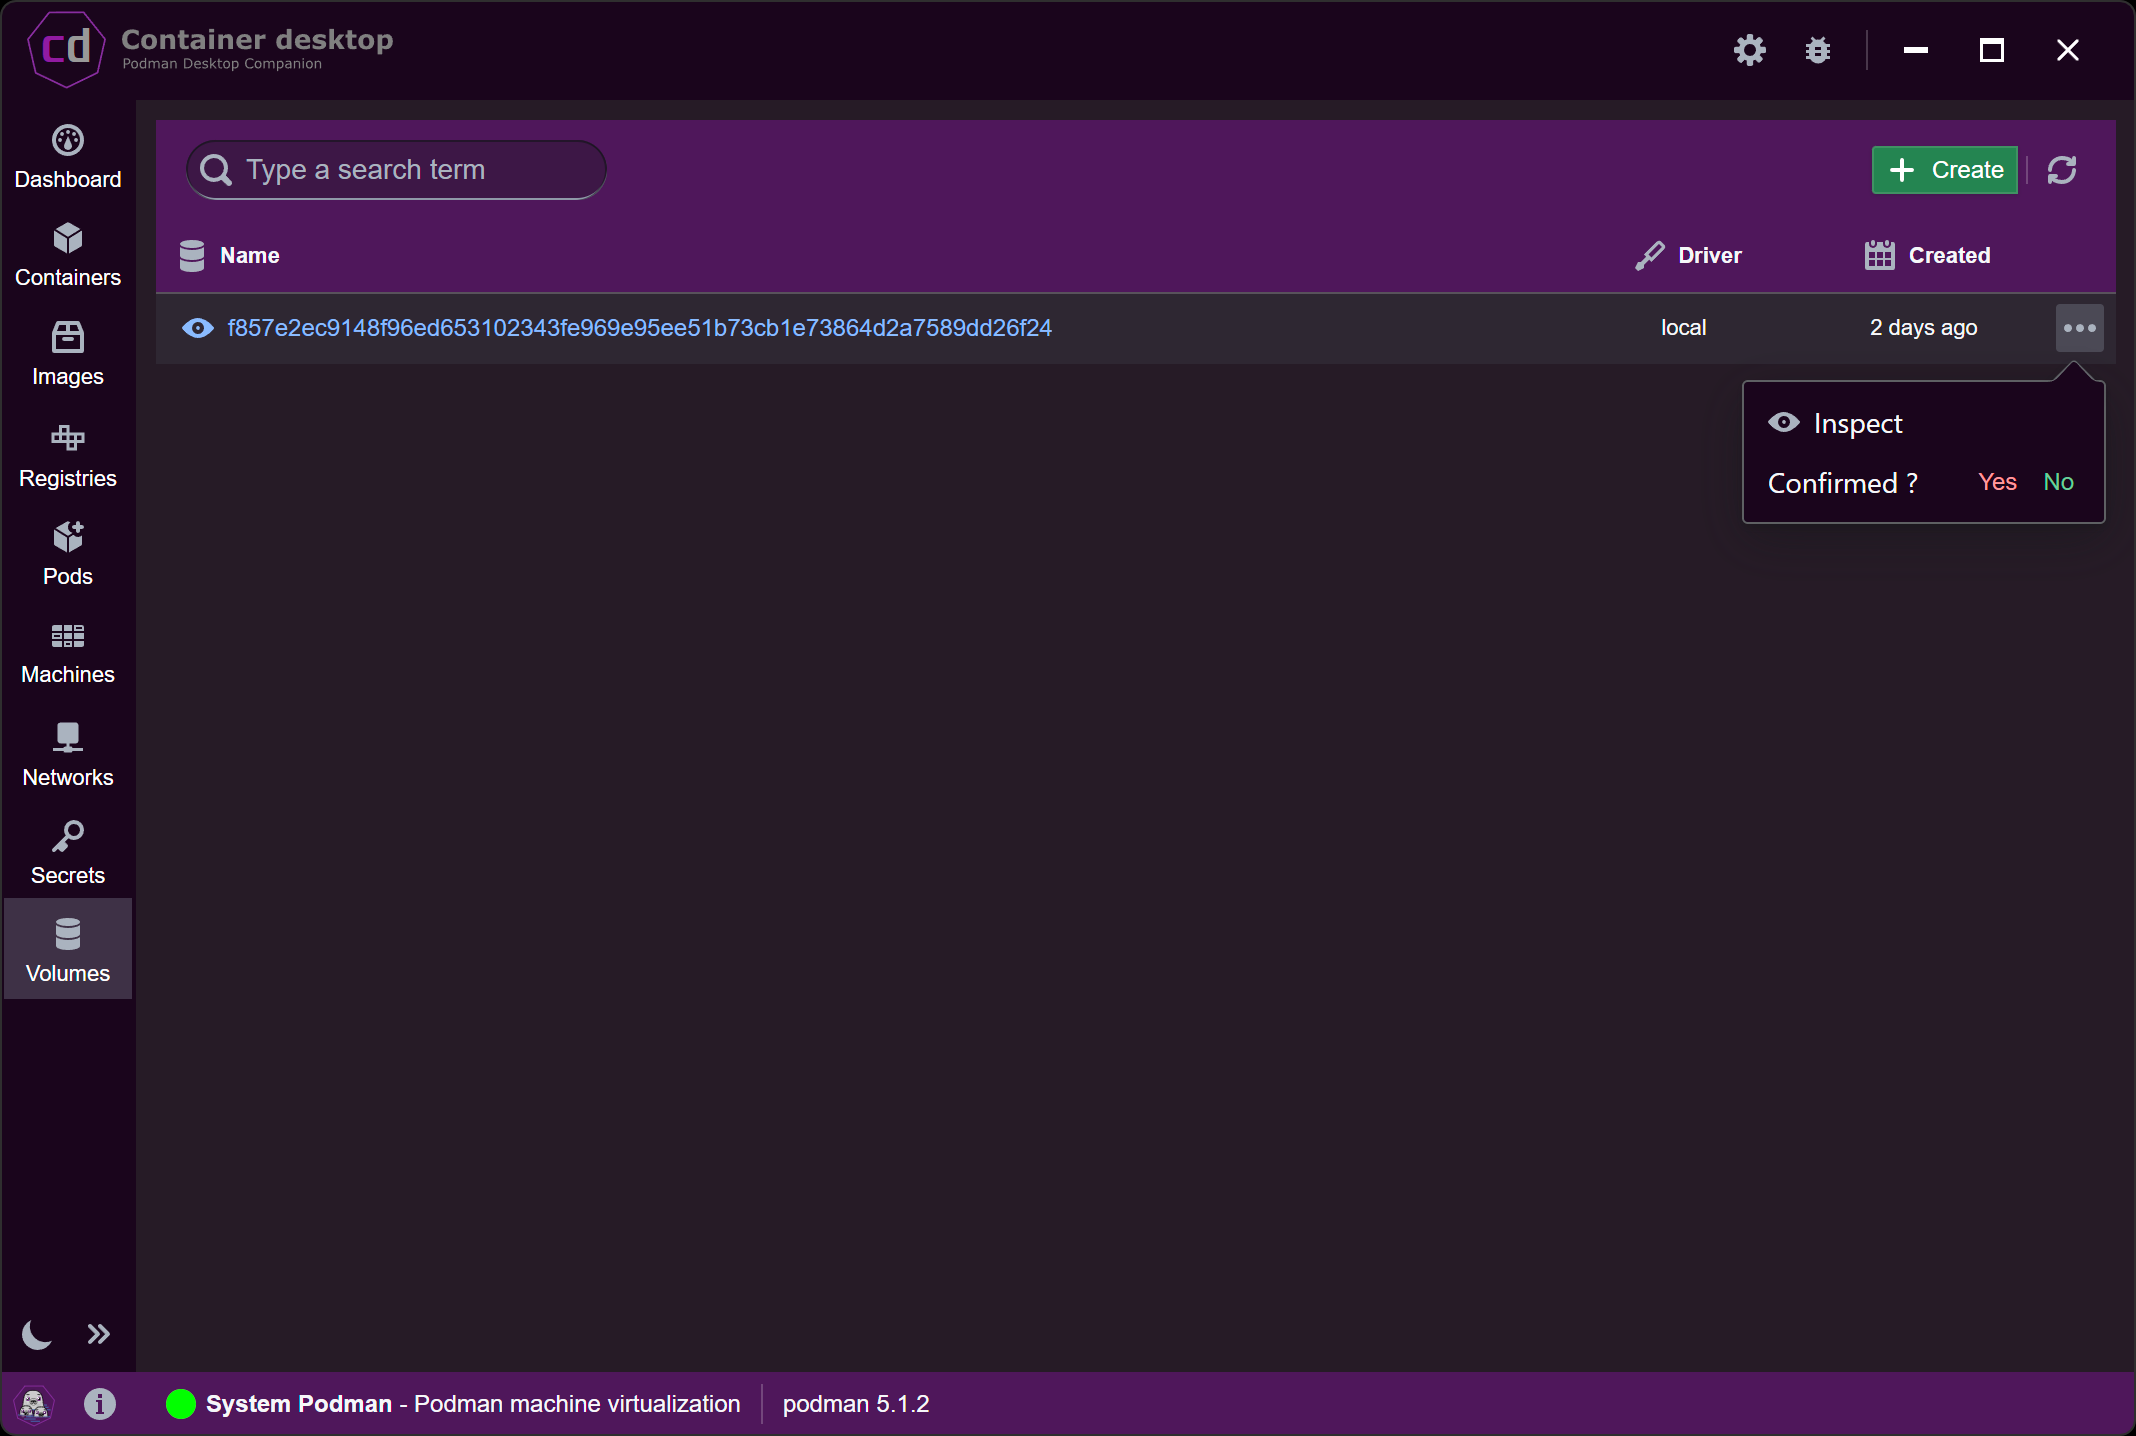 cd Container desktop
Podman Desktop Companion
Dashboard
Containers
Images
Registries
Pods
Machines
Networks
Secrets
Volumes
Type a search term
Create
Name Driver Created
f857e2ec9148f96ed653102343fe969e95ee51b73cb1e73864d2a7589dd26f24 local 2 days ago
Inspect
Confirmed ? Yes No
System Podman - Podman machine virtualization podman 5.1.2